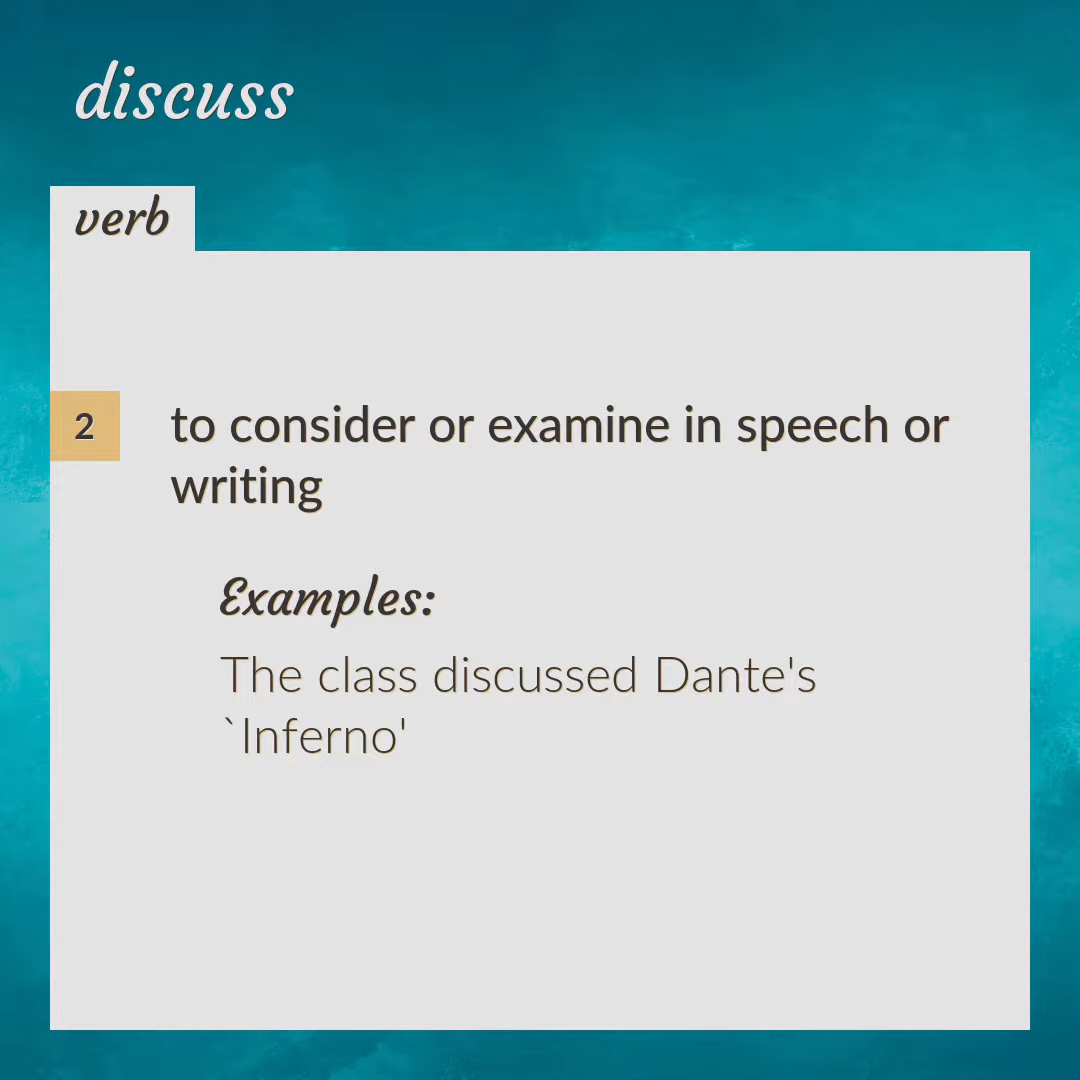 discuss
verb
2
to consider or examine in speech or
writing
Examples:
The class discussed Dante's
`Inferno'